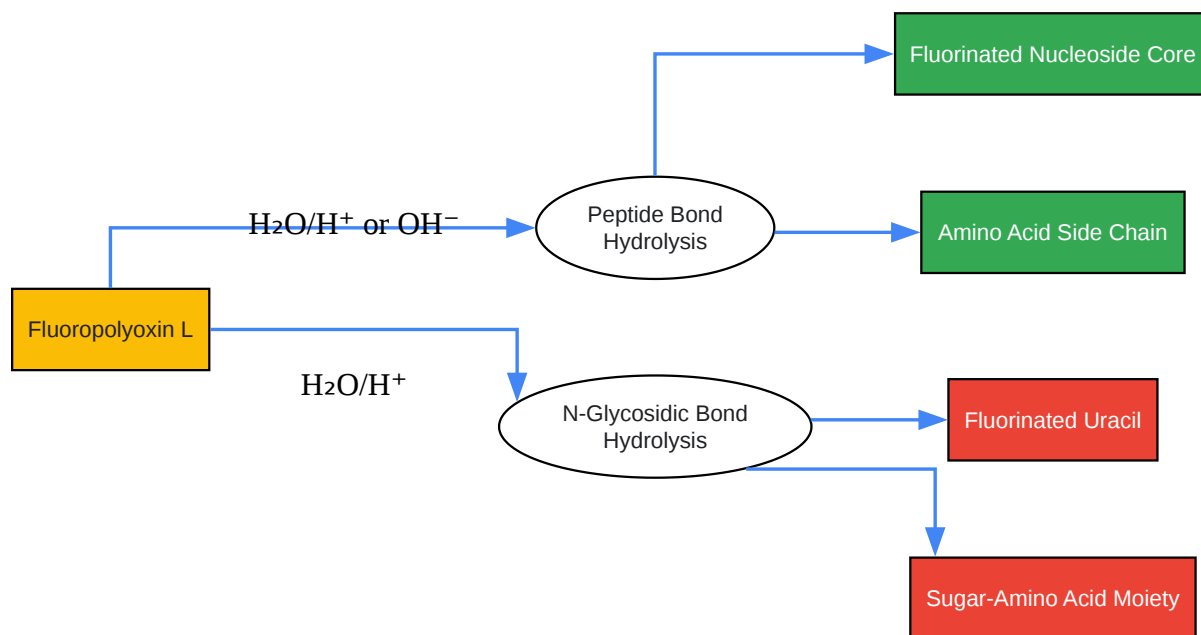 Fluorinated Nucleoside Core
H₂O/H⁺ or OH⁻
Peptide Bond
Hydrolysis
Amino Acid Side Chain
Fluoropolyoxin L
H₂O/H⁺
N-Glycosidic Bond
Hydrolysis
Fluorinated Uracil
Sugar-Amino Acid Moiety